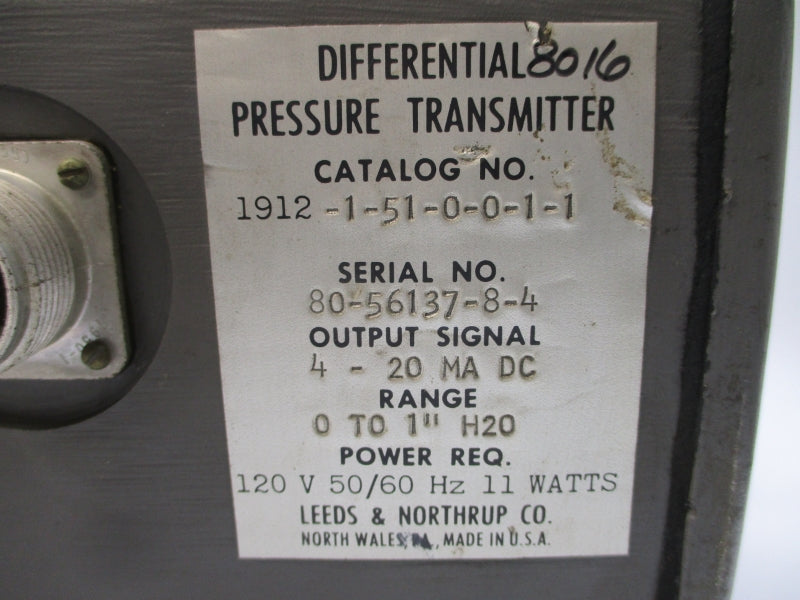 DIFFERENTIAL 8016
PRESSURE TRANSMITTER
CATALOG NO.
1912 -1-51-0-0-1-1
SERIAL NO.
80-56137-8-4
OUTPUT SIGNAL
4 - 20 MA DC
RANGE
0 TO 1" H20
POWER REQ.
120 V 50/60 Hz 11 WATTS
LEEDS & NORTHRUP CO.
NORTH WALES, PA., MADE IN U.S.A.